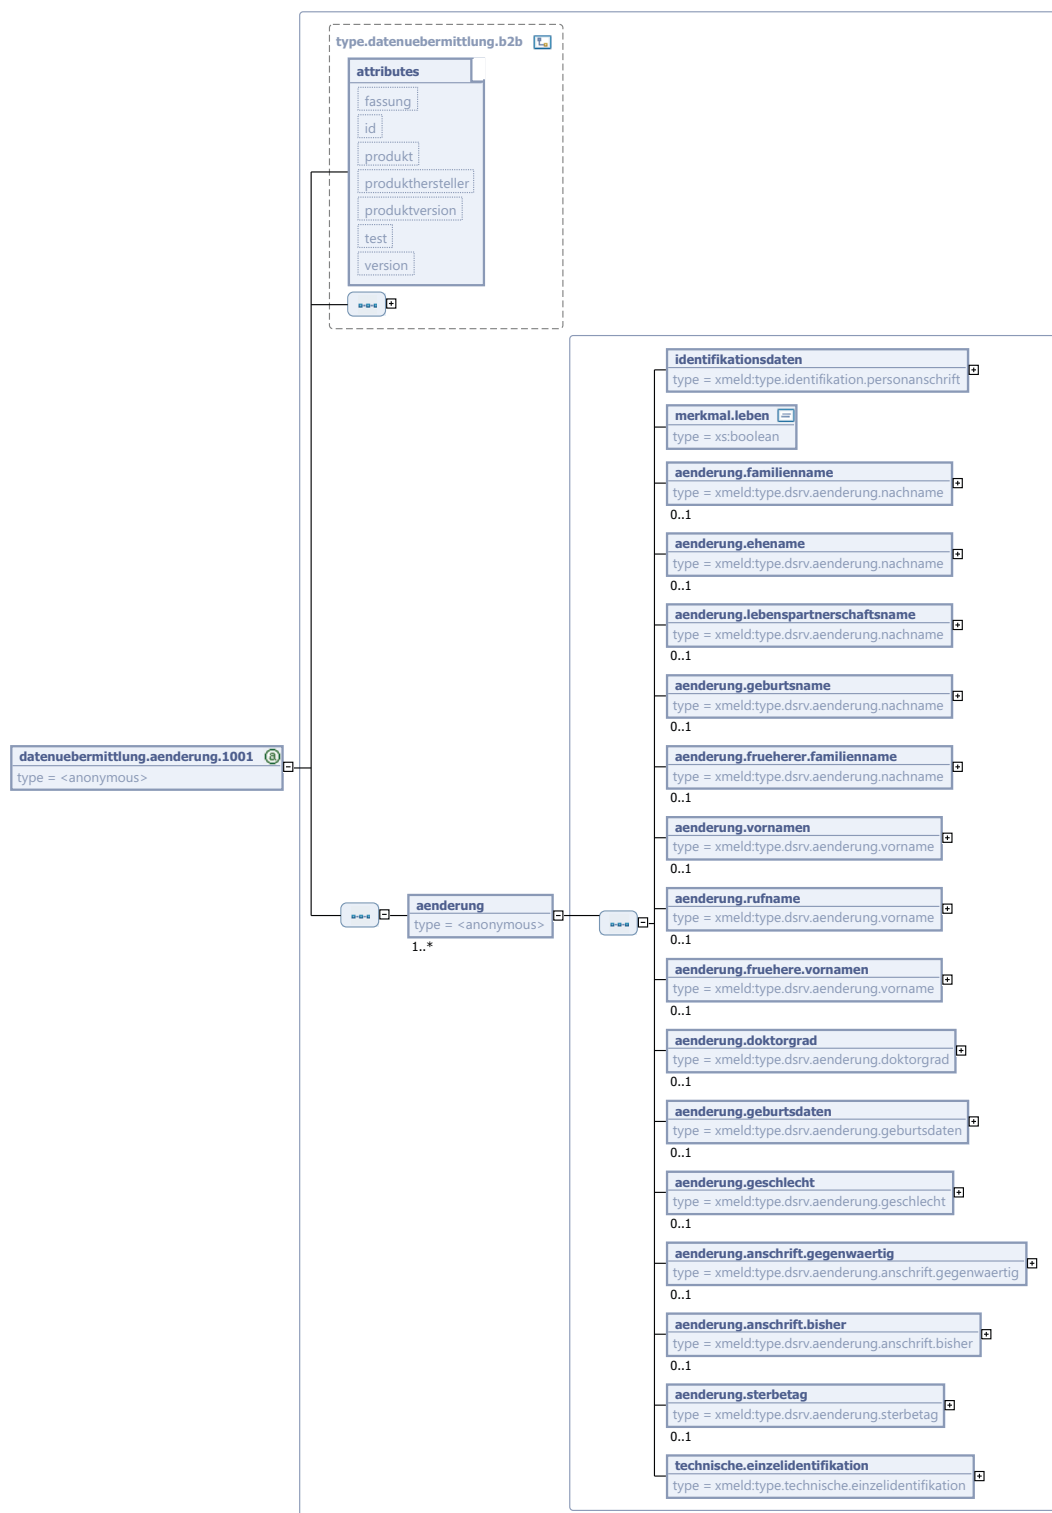 type.datenuebermittlung.b2b
attributes
fassung
id
produkt
produkthersteller
produktversion
test
version
identifikationsdaten
type = xmeld:type.identifikation.personanschrift
merkmal.leben
type = xs:boolean
aenderung.familienname
type = xmeld:type.dsrv.aenderung.nachname
0..1
aenderung.ehename
type = xmeld:type.dsrv.aenderung.nachname
0..1
aenderung.lebenspartnerschaftsname
type = xmeld:type.dsrv.aenderung.nachname
0..1
aenderung.geburtsname
type = xmeld:type.dsrv.aenderung.nachname
0..1
datenuebermittlung.aenderung.1001 @
type = <anonymous>
aenderung.frueherer.familienname
type = xmeld:type.dsrv.aenderung.nachname
0..1
aenderung.vornamen
type = xmeld:type.dsrv.aenderung.vorname
0..1
aenderung
type = <anonymous>
1..*
aenderung.rufname
type = xmeld:type.dsrv.aenderung.vorname
0..1
aenderung.fruehere.vornamen
type = xmeld:type.dsrv.aenderung.vorname
0..1
aenderung.doktorgrad
type = xmeld:type.dsrv.aenderung.doktorgrad
0..1
aenderung.geburtsdaten
type = xmeld:type.dsrv.aenderung.geburtsdaten
0..1
aenderung.geschlecht
type = xmeld:type.dsrv.aenderung.geschlecht
0..1
aenderung.anschrift.gegenwaertig
type = xmeld:type.dsrv.aenderung.anschrift.gegenwaertig
0..1
aenderung.anschrift.bisher
type = xmeld:type.dsrv.aenderung.anschrift.bisher
0..1
aenderung.sterbetag
type = xmeld:type.dsrv.aenderung.sterbetag
0..1
technische.einzelidentifikation
type = xmeld:type.technische.einzelidentifikation